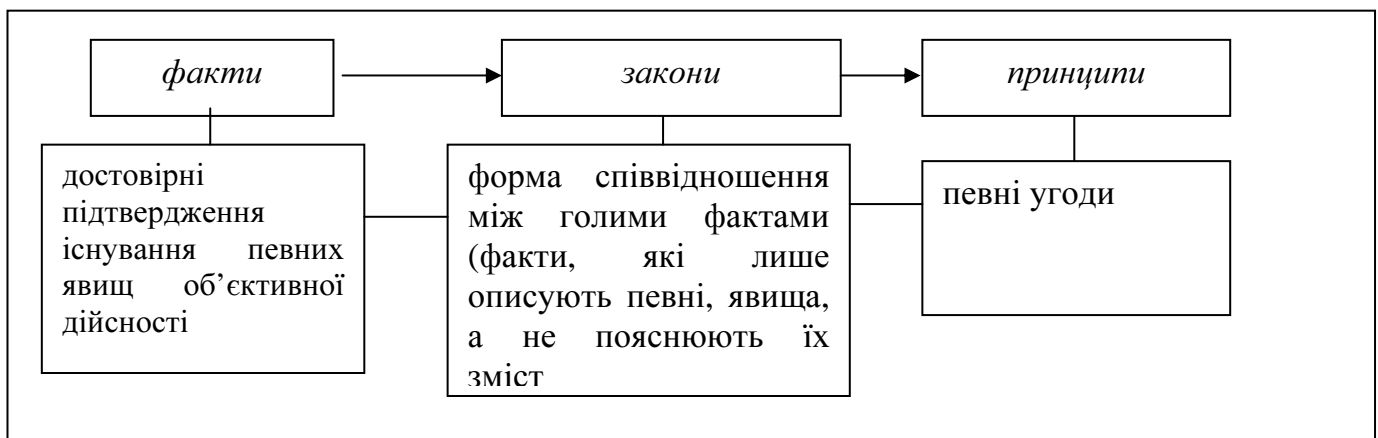 факти
закони
принципи
достовірні
підтвердження
існування певних
явищ об’єктивної
дійсності
форма співвідношення
між голими фактами
(факти, які лише
описують певні, явища,
а не пояснюють їх
зміст
певні угоди